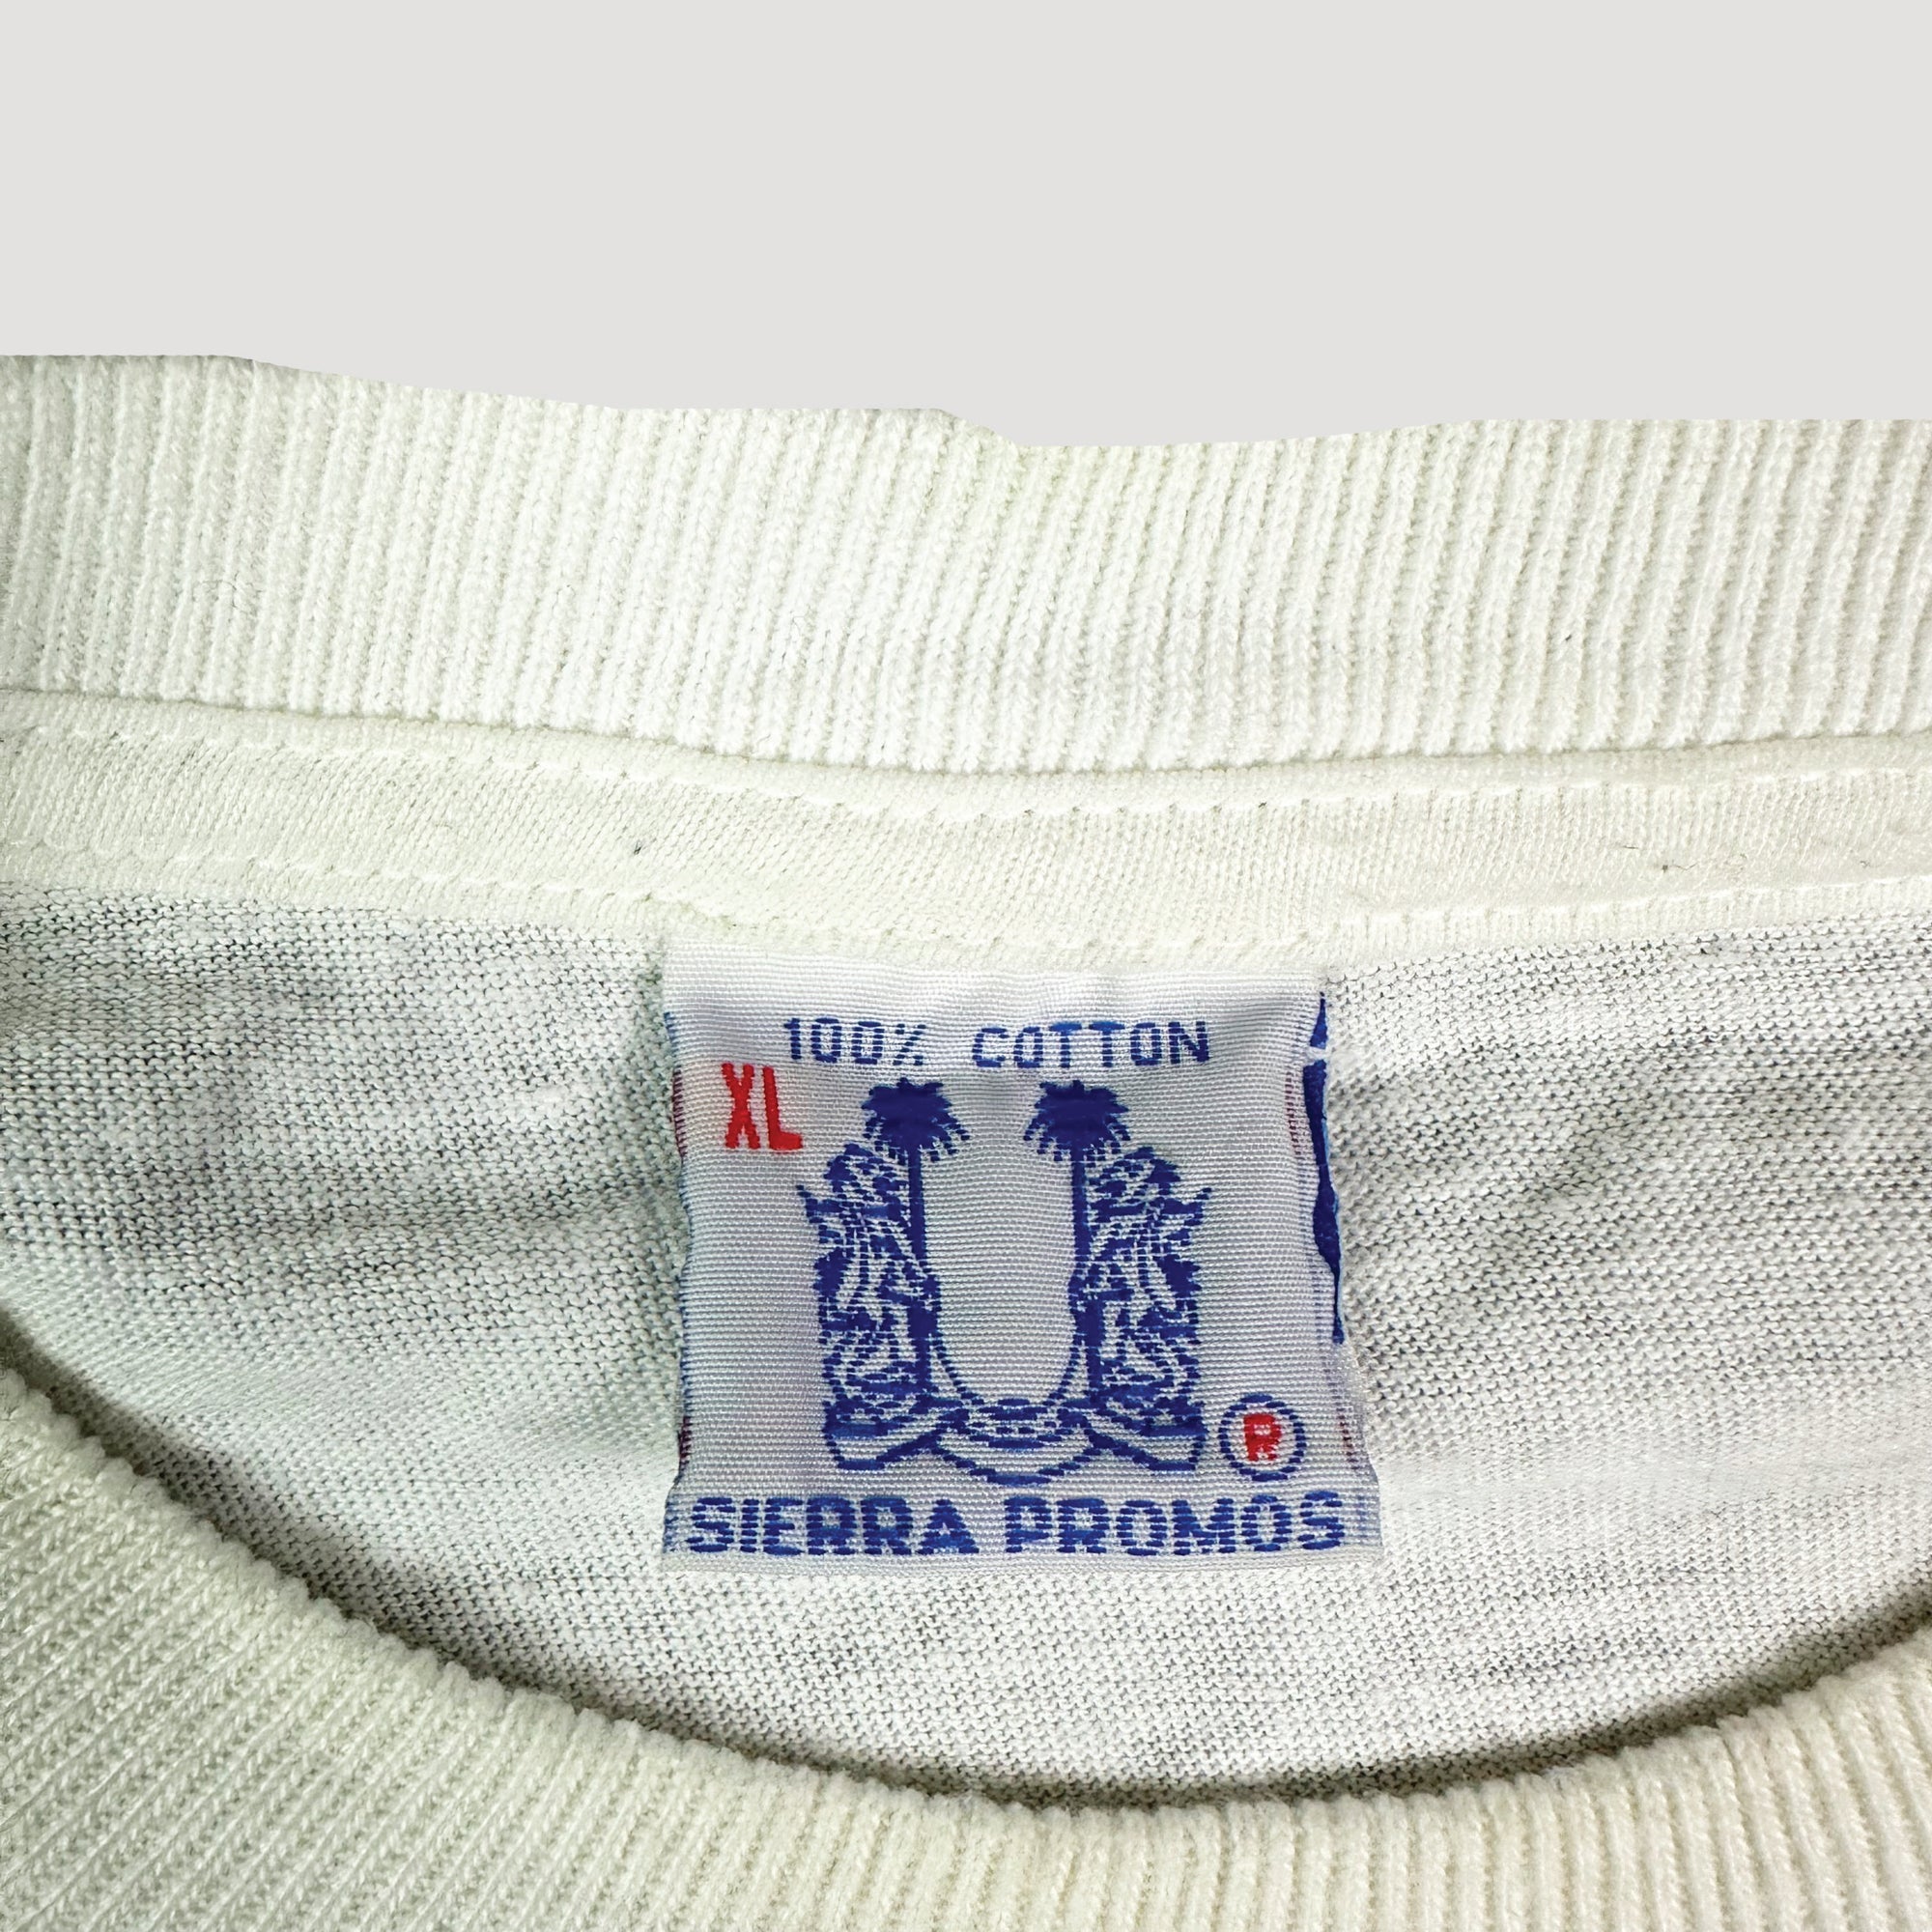 100% COTTON
XL
R
SIERRA PROMOS